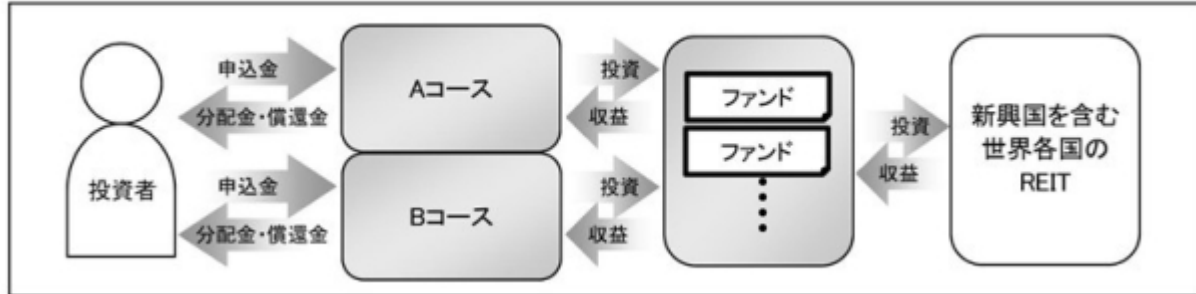 投資者
申込金
分配金・償還金
申込金
分配金・償還金
Aコース
Bコース
投資
収益
投資
収益
ファンド
ファンド
投資
収益
新興国を含む
世界各国の
REIT